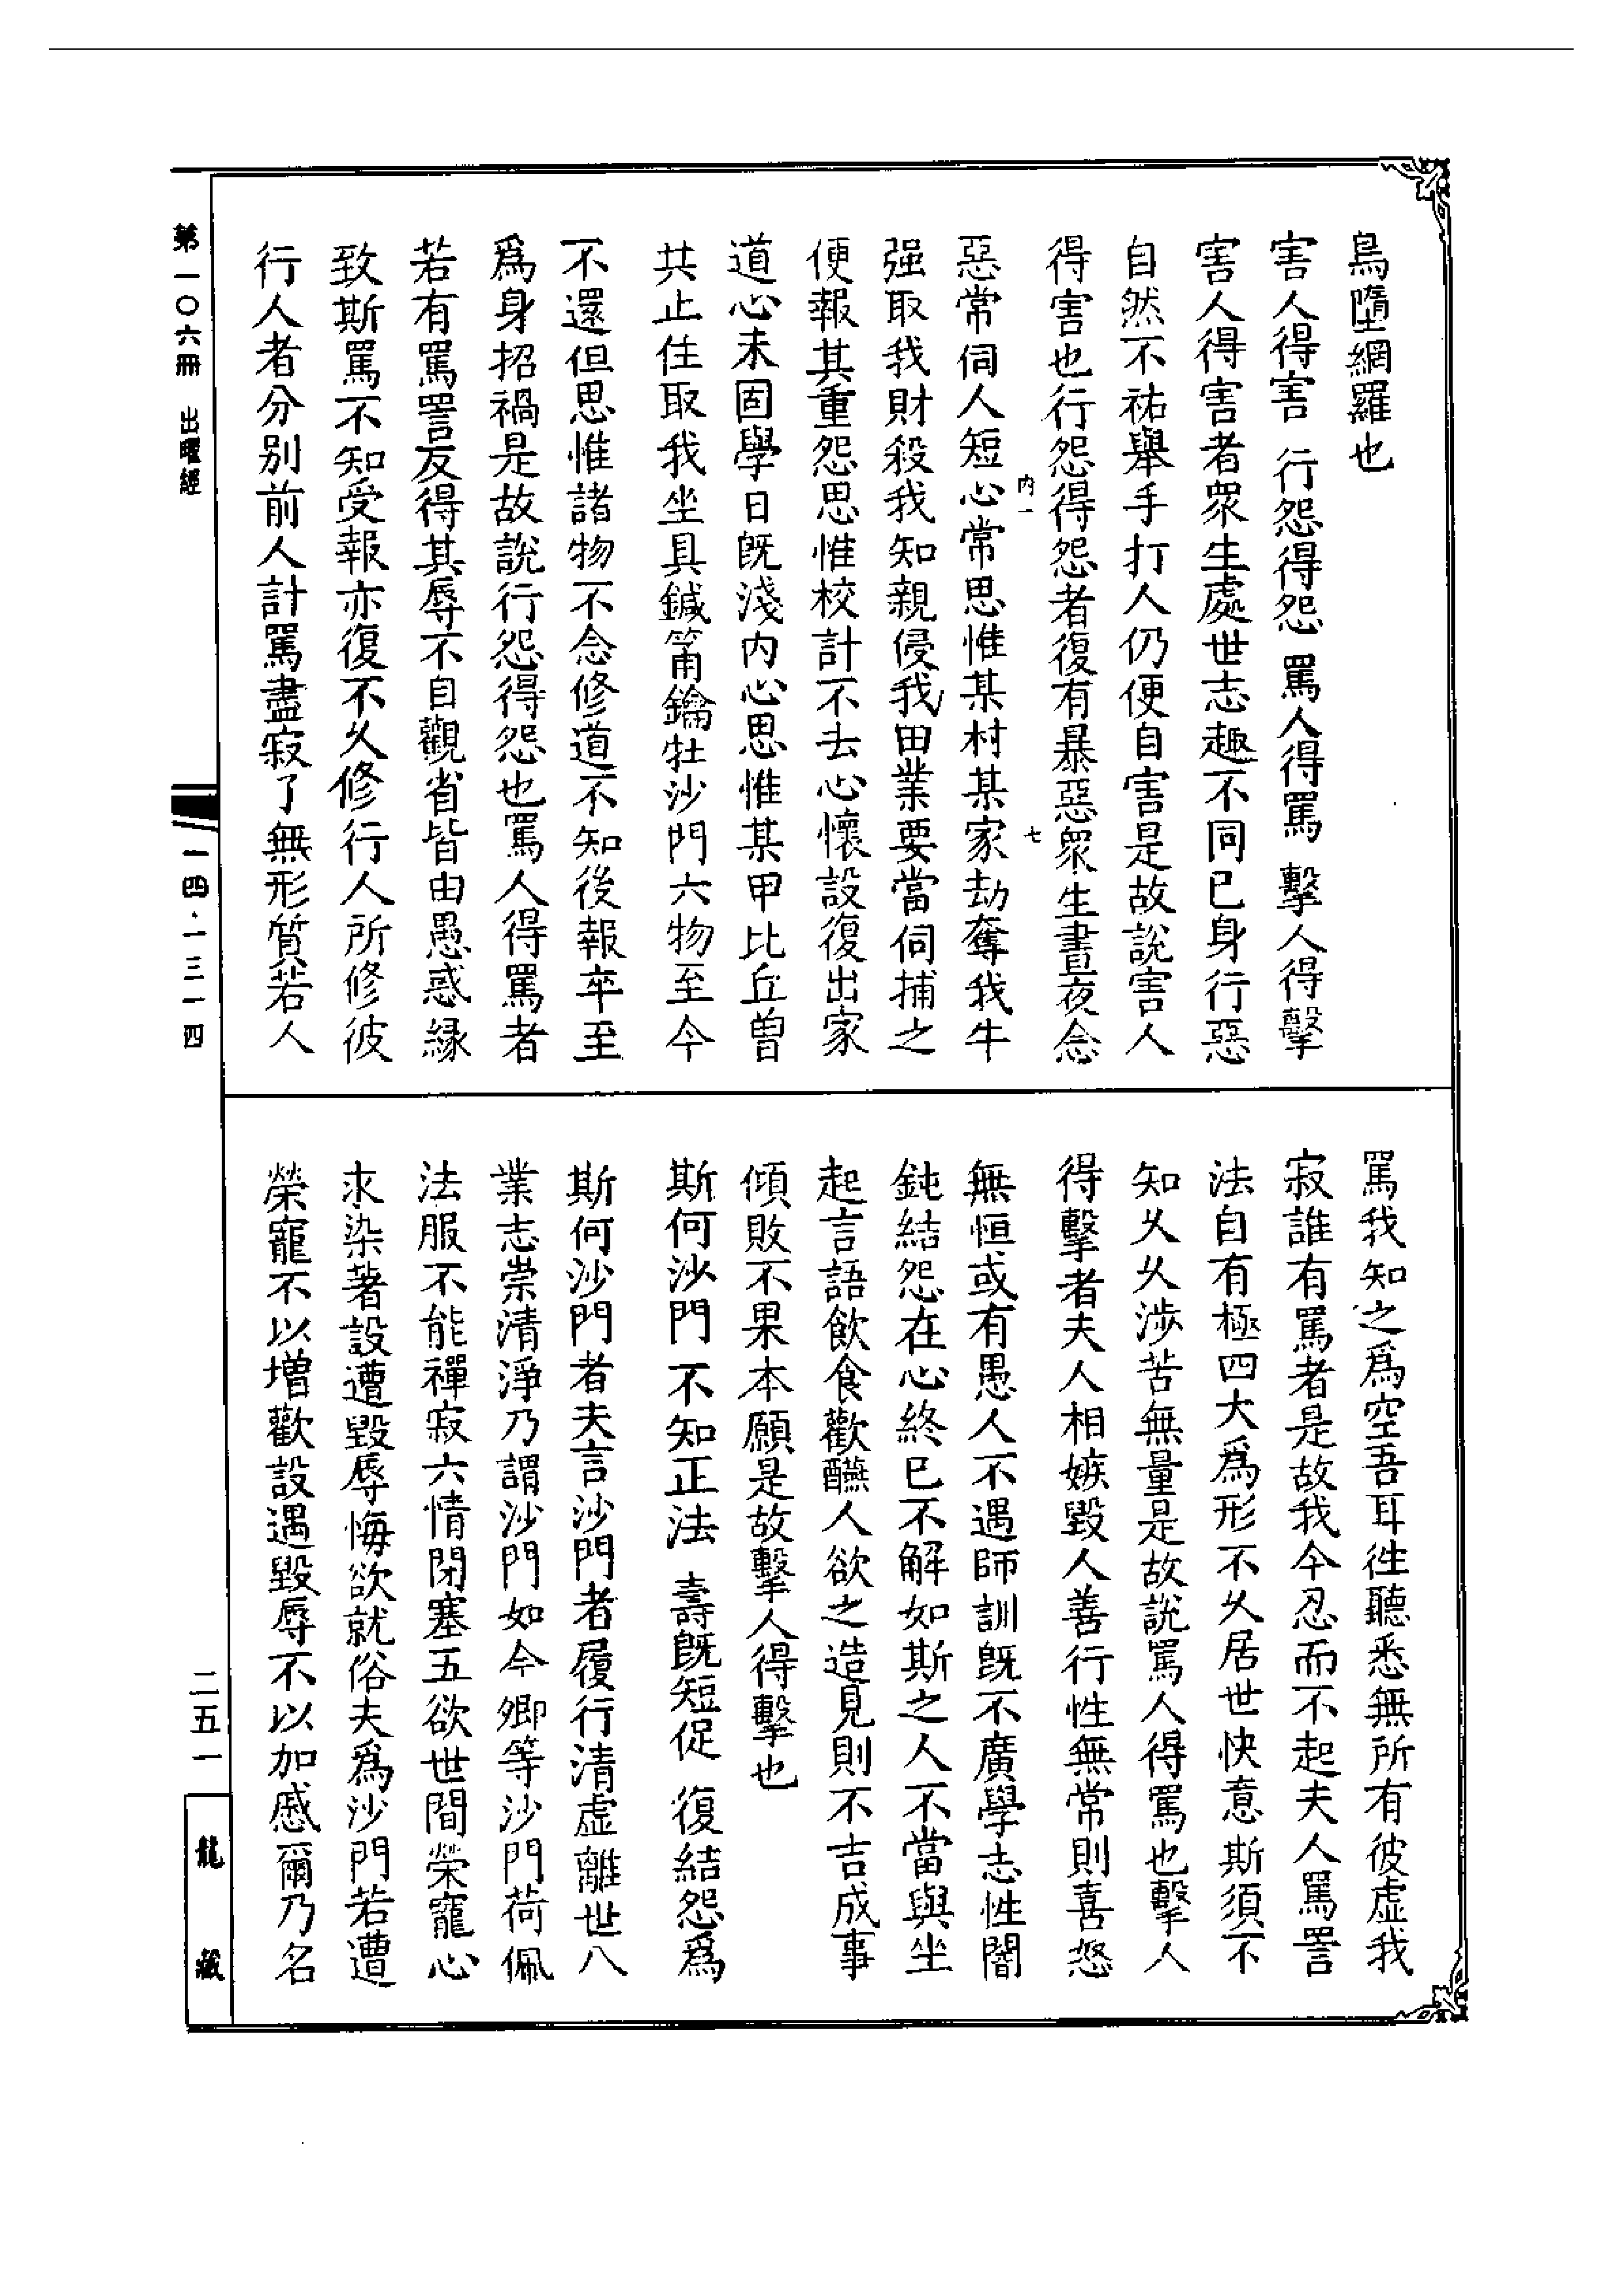 烏墮網羅也
害人得害　行怨得怨　罵人得罵　擊人得擊
害人得害者眾生處世志趣不同已身行惡
自然不祐舉手打人仍便自害是故說害人
得害也行怨得怨者復有暴惡眾生晝夜念
内一
七
惡常伺人短心常思惟某村某家劫奪我牛
强取我財殺我知親侵我田業要當伺捕之
便報其重怨思惟校計不去心懷設復出家
道心未固學日旣淺内心思惟某甲比丘曽
共止住取我坐具鍼筩鑰牡沙門六物至今
不還但思惟諸物不念修道不知後報卒至
爲身招禍是故說行怨得怨也罵人得罵者
若有罵詈友得其辱不自觀省皆由愚惑緣
致斯罵不知受報亦復不久修行人所修彼
行人者分别前人計罵盡寂了無形質若人
罵我知之爲空吾耳往聽悉無所有彼虚我
寂誰有罵者是故我今忍而不起夫人罵詈
法自有極四大爲形不久居世快意斯須不
知久久涉苦無量是故說罵人得罵也擊人
得擊者夫人相嫉毀人善行性無常則喜怒
無恒或有愚人不遇師訓旣不廣學志性闇
鈍結怨在心終已不解如斯之人不當與坐
起言語飲食歡醼人欲之造見則不吉成事
傾敗不果本願是故擊人得擊也
斯何沙門　不知正法　壽旣短促　復結怨爲
斯何沙門者夫言沙門者履行清虚離世八
業志崇清淨乃謂沙門如今卿等沙門荷佩
法服不能禪寂六情閉塞五欲世間榮寵心
求染著設遭毀辱悔欲就俗夫爲沙門若遭
榮寵不以增歡設遇毀辱不以加慼爾乃名
第一〇六冊　出曜經
一四·一三一四
二五一
龍藏